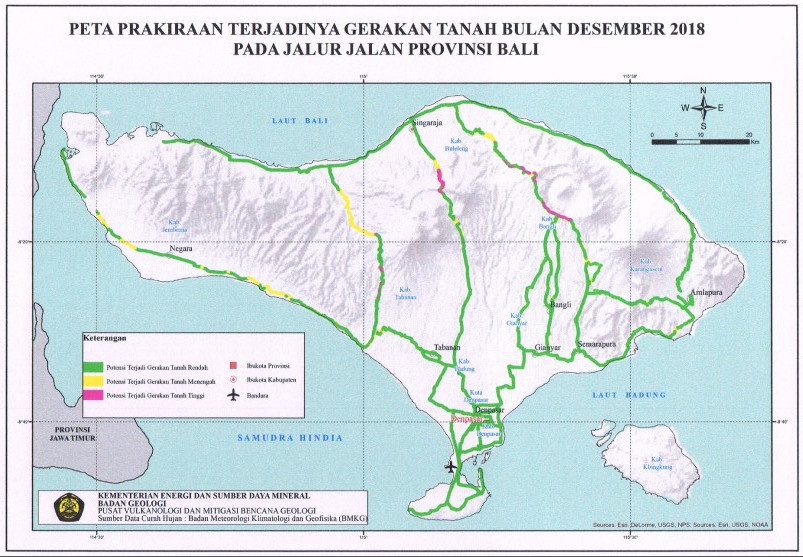 PETA PRAKIRAAN TERJADINYA GERAKAN TANAH BULAN DESEMBER 2018
PADA JALUR JALAN PROVINSI BALI
114°30'
115°
115°30'
LAUT BALI
N
W E
S
0 5 10 20
Km
Singaraja
Kab.
Buleleng
Kab.
Jembrana
Negara
Kab.
Bangli
8°20'
8°20'
Kab.
Karangasem
Kab.
Tabanan
Amlapura
Bangli
Kab.
Gianyar
Tabanan
Gianyar
Semarapura
Kab.
Badung
Keterangan
Potensi Terjadi Gerakan Tanah Rendah
Potensi Terjadi Gerakan Tanah Menengah
Potensi Terjadi Gerakan Tanah Tinggi
Ibukota Provinsi
Ibukota Kabupaten
Bandara
Kota
Denpasar
Denpasar
Denpasar
Denpasar
LAUT BADUNG
8°40'
8°40'
PROVINSI
JAWA TIMUR
SAMUDRA HINDIA
Kab.
Klungkung
KEMENTERIAN ENERGI DAN SUMBER DAYA MINERAL
BADAN GEOLOGI
PUSAT VULKANOLOGI DAN MITIGASI BENCANA GEOLOGI
Sumber Data Curah Hujan : Badan Meteorologi Klimatologi dan Geofisika (BMKG)
Sources: Esri, DeLorme, USGS, NPS; Sources: Esri, USGS, NOAA
114°30'
115°
115°30'